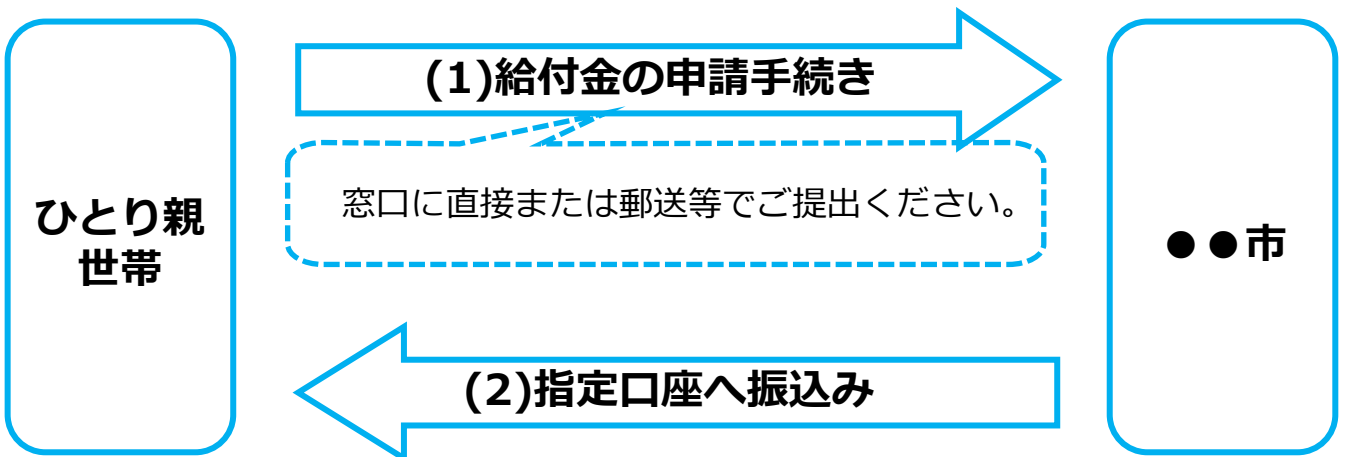 (1)給付金の申請手続き
窓口に直接または郵送等でご提出ください。
ひとり親
世帯
●●市
(2)指定口座へ振込み